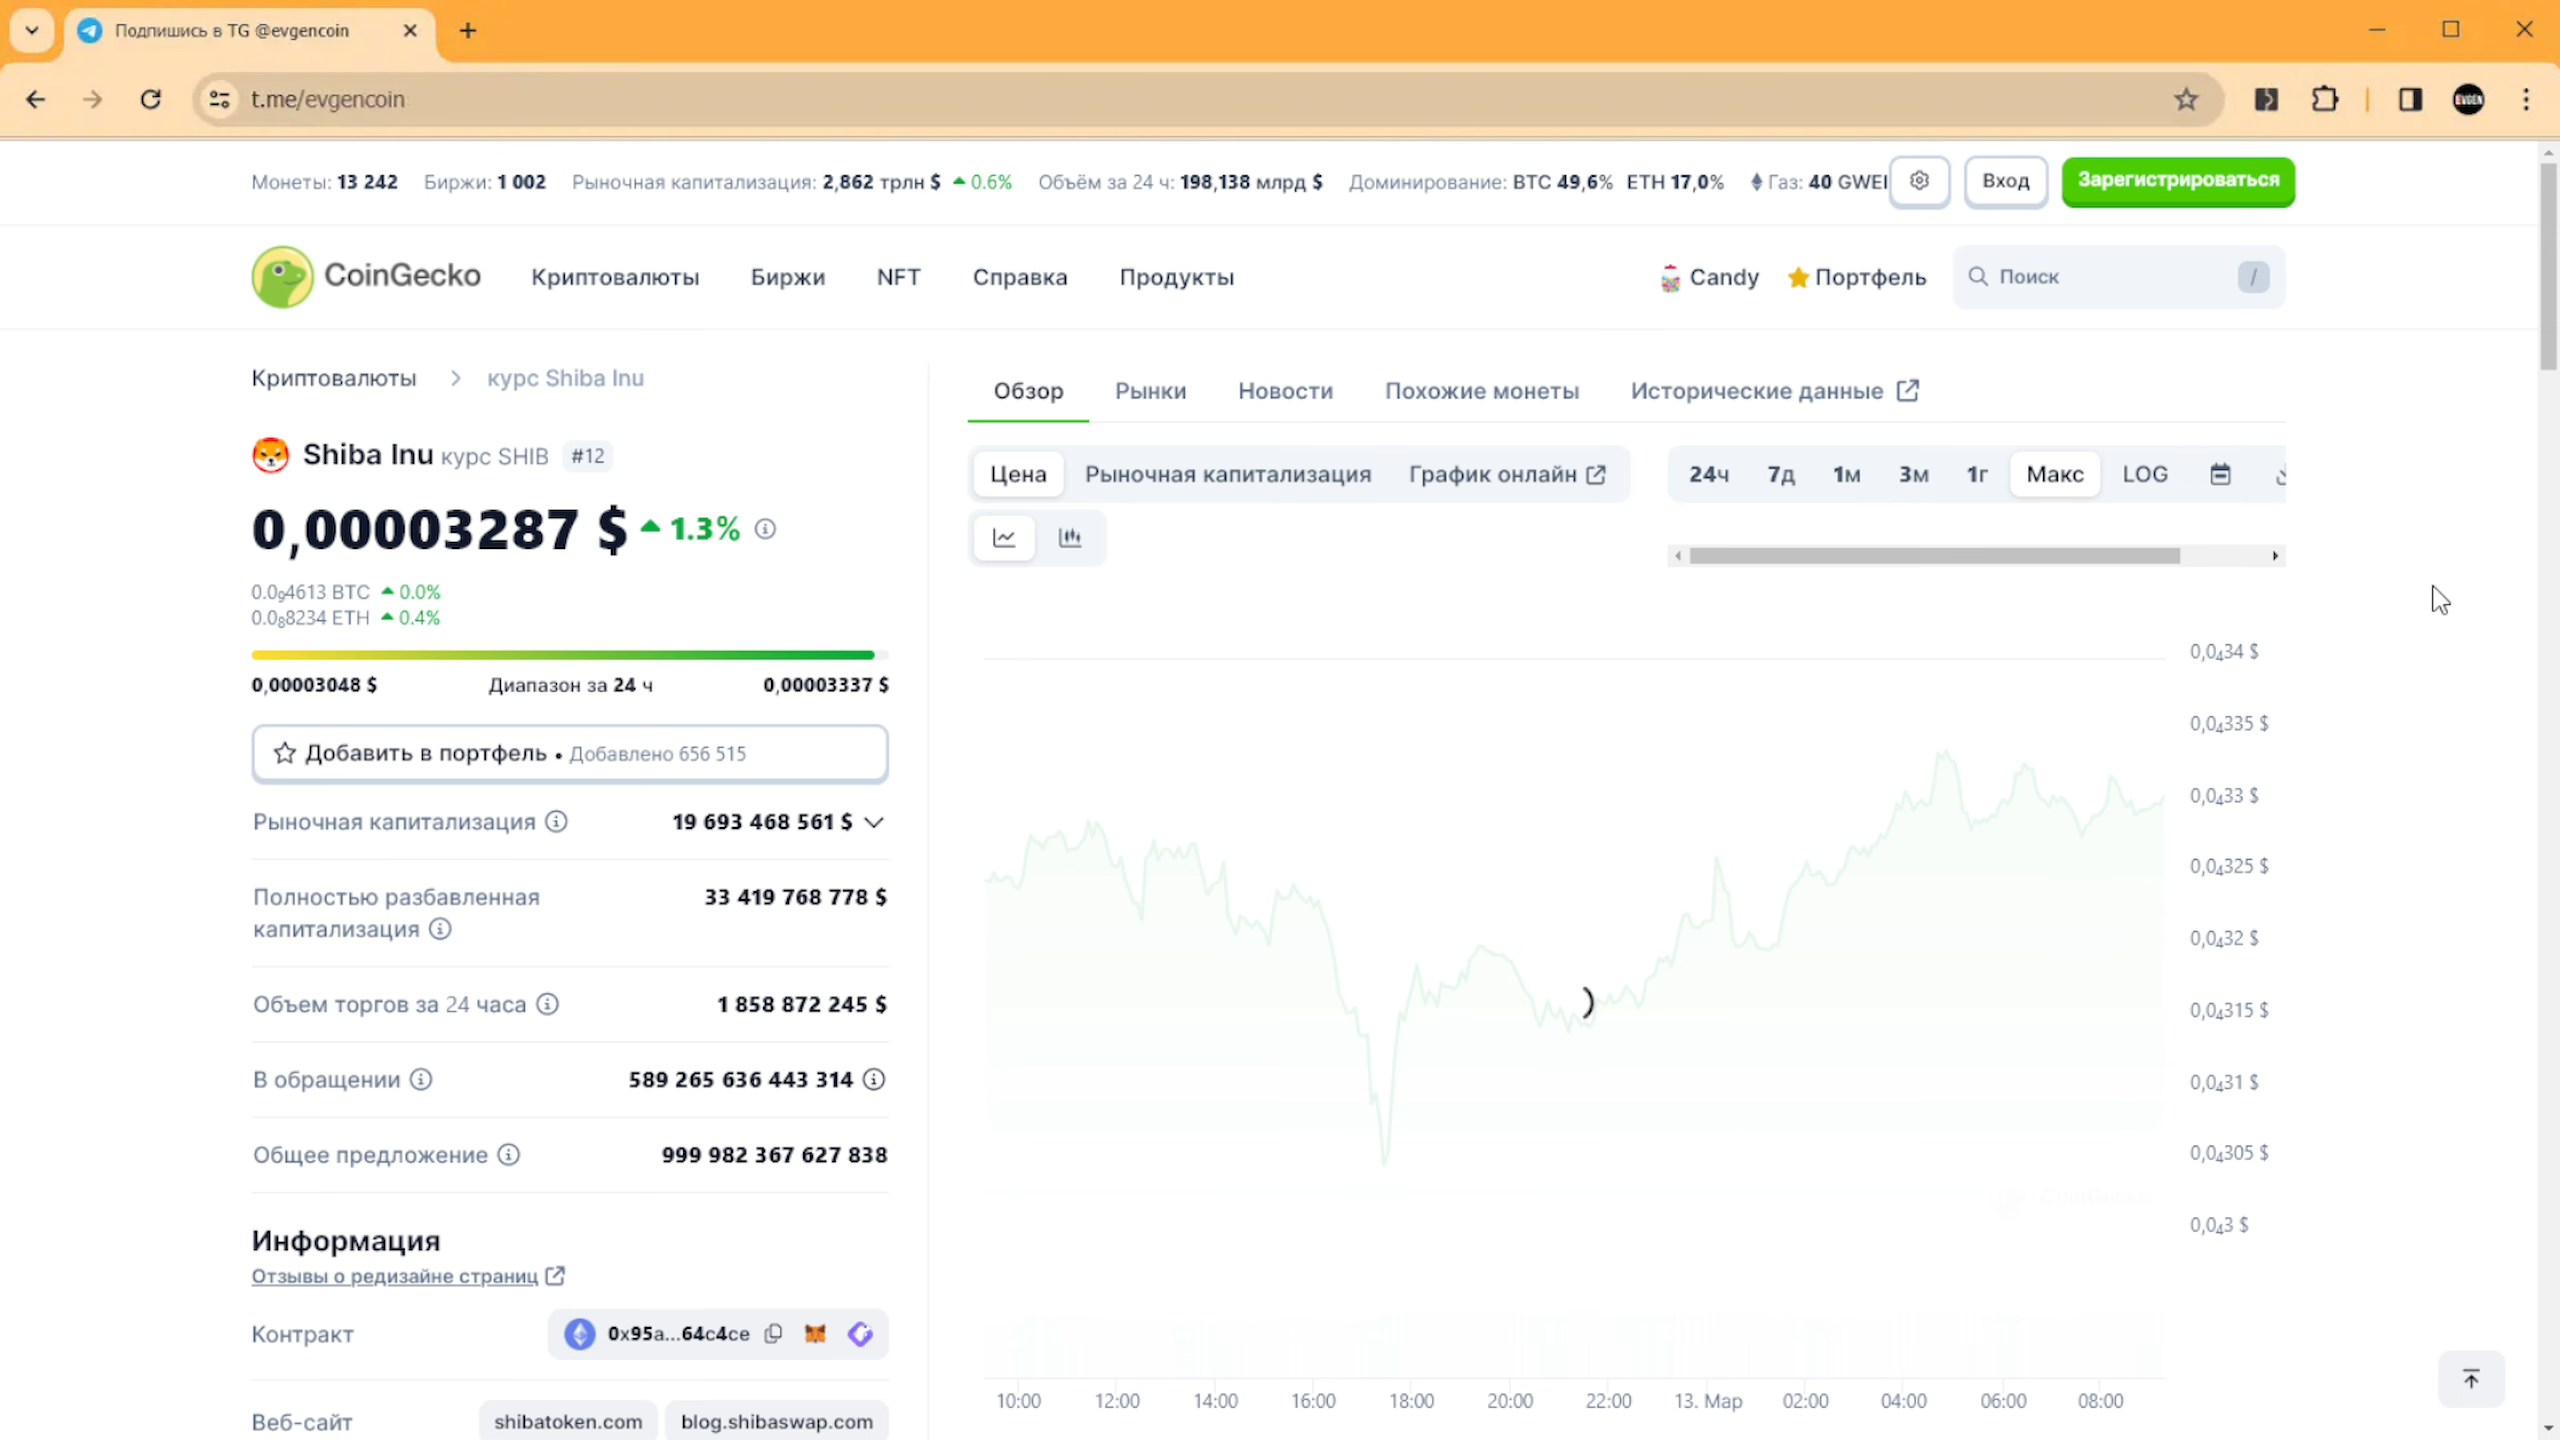 Подпишись в TG @evgencoin
t.me/evgencoin
EVGEN
Монеты: 13 242 Биржи: 1 002 Рыночная капитализация: 2,862 трлн $ 0.6% Объём за 24 ч: 198,138 млрд $ Доминирование: BTC 49,6% ETH 17,0% Газ: 40 GWEI
Вход
Зарегистрироваться
CoinGecko
Криптовалюты Биржи NFT Справка Продукты
Candy Портфель Поиск /
Криптовалюты > курс Shiba Inu
Shiba Inu курс SHIB #12
0,00003287 $ 1.3%
0.0₉4613 BTC 0.0%
0.0₈8234 ETH 0.4%
0,00003048 $ Диапазон за 24 ч 0,00003337 $
Добавить в портфель • Добавлено 656 515
Рыночная капитализация 19 693 468 561 $
Полностью разбавленная капитализация 33 419 768 778 $
Объем торгов за 24 часа 1 858 872 245 $
В обращении 589 265 636 443 314
Общее предложение 999 982 367 627 838
Информация
Отзывы о редизайне страниц
Контракт 0x95a...64c4ce
Веб-сайт shibatoken.com blog.shibaswap.com
Обзор Рынки Новости Похожие монеты Исторические данные
Цена Рыночная капитализация График онлайн
24ч 7д 1м 3м 1г Макс LOG
0,0₄34 $
0,0₄335 $
0,0₄33 $
0,0₄325 $
0,0₄32 $
0,0₄315 $
0,0₄31 $
0,0₄305 $
0,0₄3 $
10:00 12:00 14:00 16:00 18:00 20:00 22:00 13. Мар 02:00 04:00 06:00 08:00